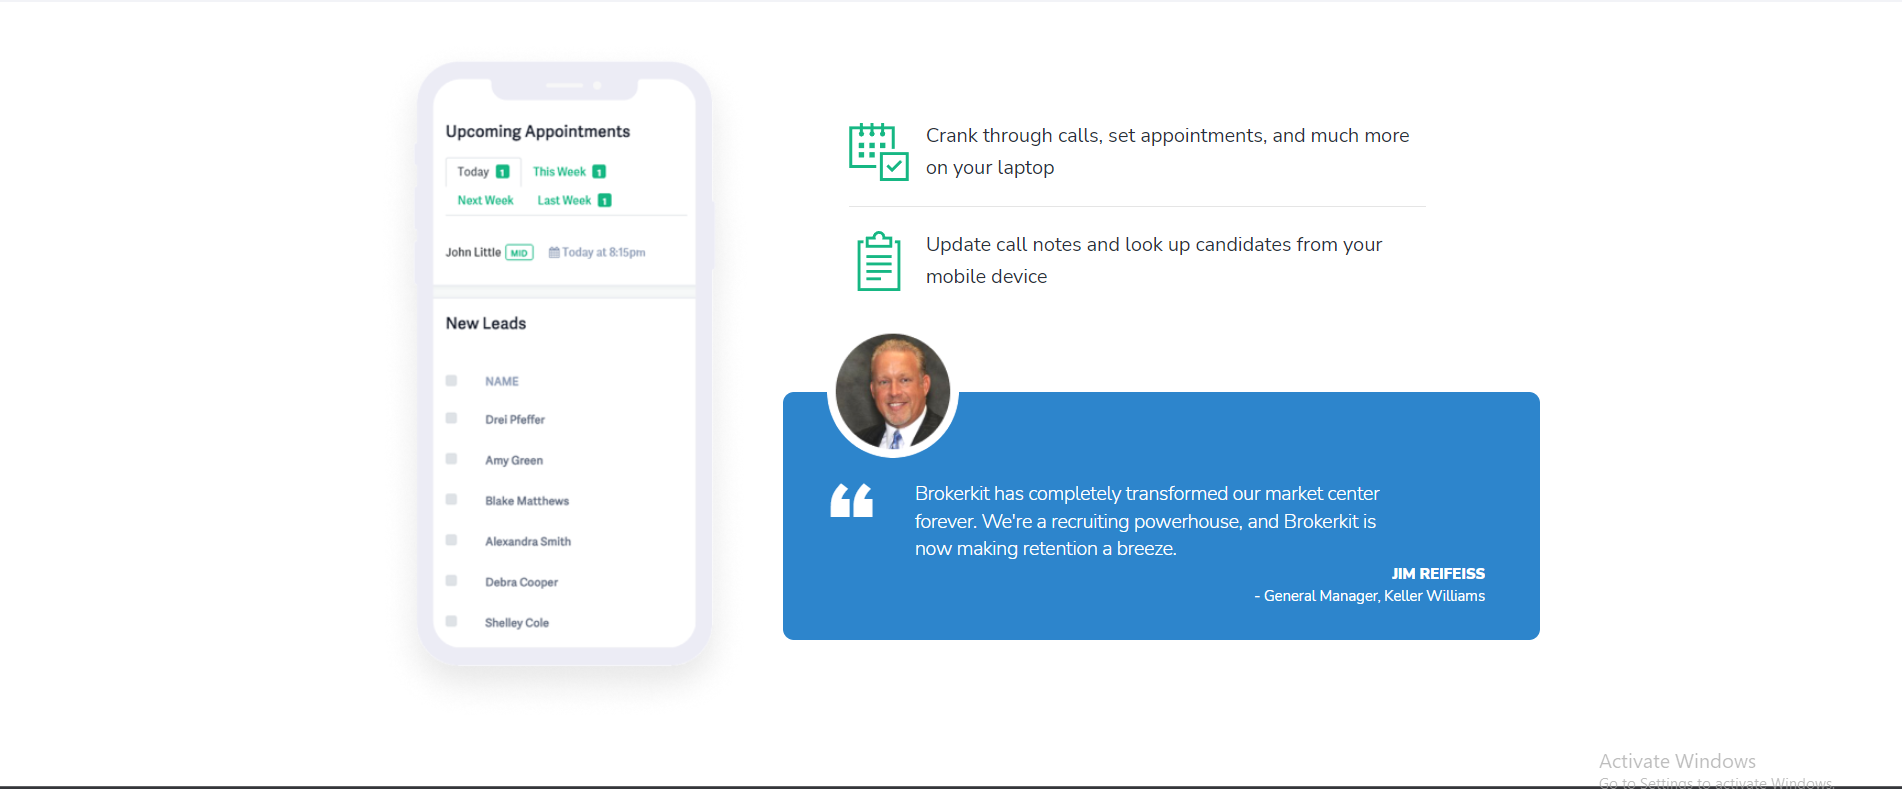 Upcoming Appointments
Today 1 This Week 1
Next Week Last Week 1
John Little MID Today at 8:15pm
New Leads
NAME
Drei Pfeffer
Amy Green
Blake Matthews
Alexandra Smith
Debra Cooper
Shelley Cole
Crank through calls, set appointments, and much more
on your laptop
Update call notes and look up candidates from your
mobile device
“
Brokerkit has completely transformed our market center
forever. We're a recruiting powerhouse, and Brokerkit is
now making retention a breeze.
JIM REIFEISS
- General Manager, Keller Williams
Activate Windows
Go to Settings to activate Windows.